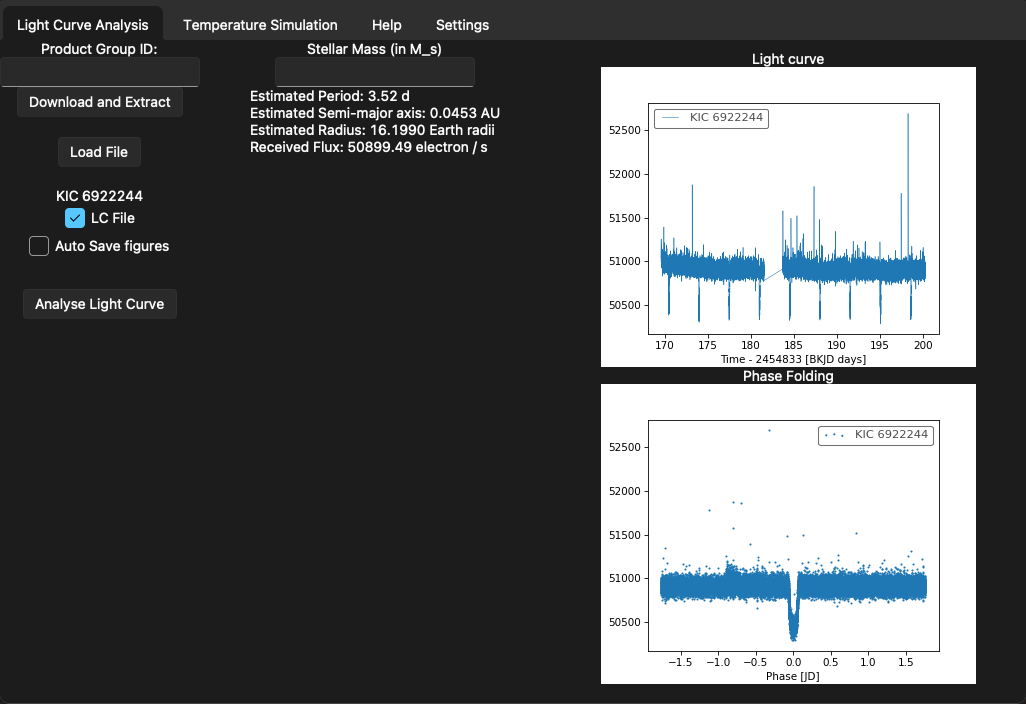 Light Curve Analysis
Temperature Simulation
Help
Settings
Product Group ID:
Download and Extract
Load File
KIC 6922244
LC File
Auto Save figures
Analyse Light Curve
Stellar Mass (in M_s)
Estimated Period: 3.52 d
Estimated Semi-major axis: 0.0453 AU
Estimated Radius: 16.1990 Earth radii
Received Flux: 50899.49 electron / s
Light curve
KIC 6922244
52500
52000
51500
51000
50500
170 175 180 185 190 195 200
Time - 2454833 [BKJD days]
Phase Folding
KIC 6922244
52500
52000
51500
51000
50500
−1.5 −1.0 −0.5 0.0 0.5 1.0 1.5
Phase [JD]